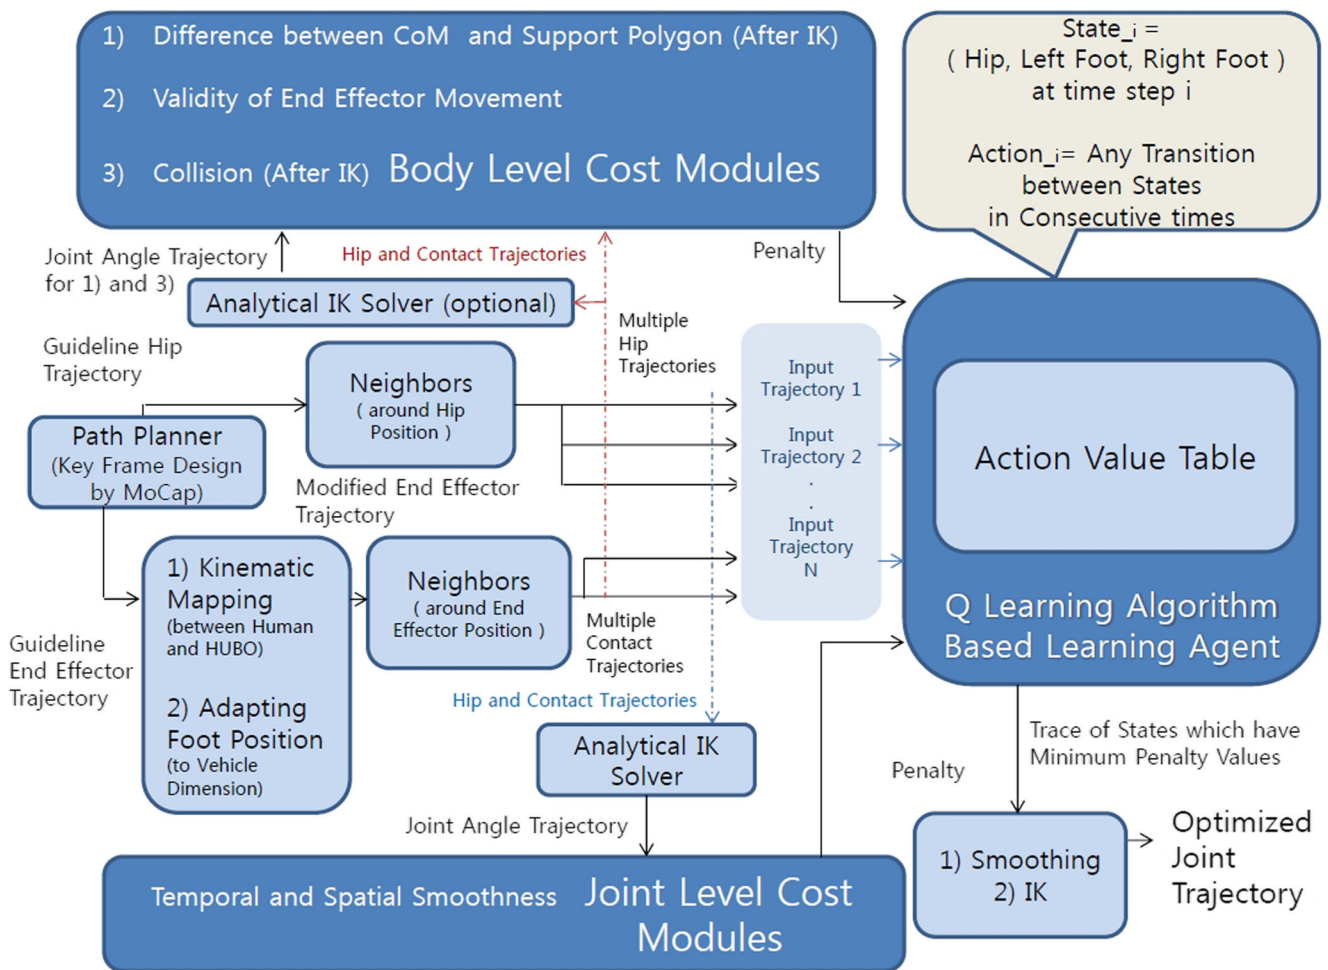 1) Difference between CoM and Support Polygon (After IK)
2) Validity of End Effector Movement
3) Collision (After IK) Body Level Cost Modules
State_i =
( Hip, Left Foot, Right Foot )
at time step i
Action_i= Any Transition
between States
in Consecutive times
Joint Angle Trajectory
for 1) and 3)
Hip and Contact Trajectories
Penalty
Analytical IK Solver (optional)
Multiple
Hip
Trajectories
Guideline Hip
Trajectory
Neighbors
( around Hip
Position )
Path Planner
(Key Frame Design
by MoCap)
Modified End Effector
Trajectory
Input
Trajectory 1
Input
Trajectory 2
.
.
Input
Trajectory
N
Action Value Table
Q Learning Algorithm
Based Learning Agent
1) Kinematic
Mapping
(between Human
and HUBO)
2) Adapting
Foot Position
(to Vehicle
Dimension)
Neighbors
( around End
Effector Position )
Guideline
End Effector
Trajectory
Multiple
Contact
Trajectories
Hip and Contact Trajectories
Analytical IK
Solver
Joint Angle Trajectory
Penalty
Trace of States which have
Minimum Penalty Values
1) Smoothing
2) IK
Optimized
Joint
Trajectory
Temporal and Spatial Smoothness Joint Level Cost
Modules